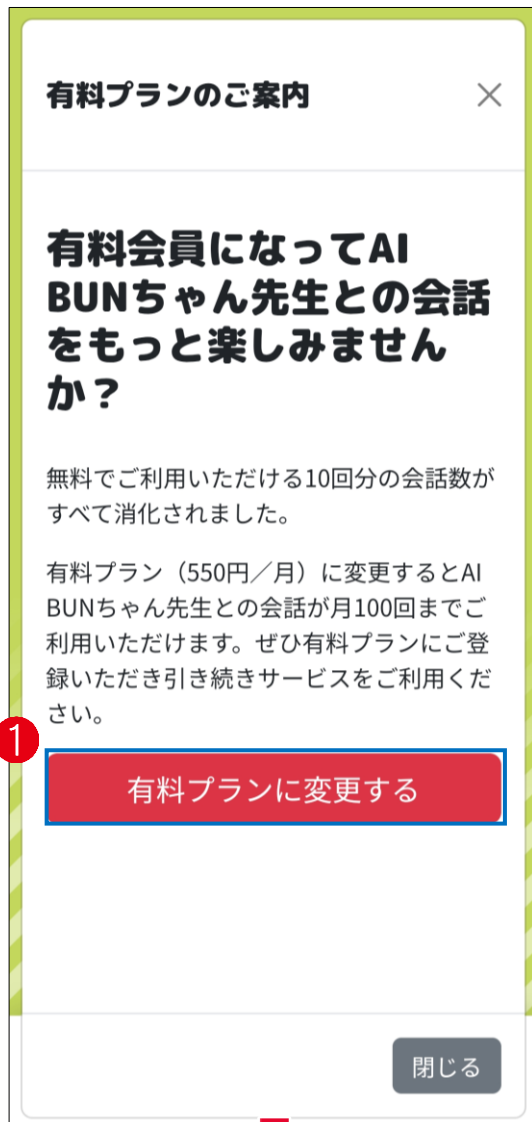 有料プランのご案内
有料会員になってAI
BUNちゃん先生との会話
をもっと楽しみません
か？
無料でご利用いただける10回分の会話数が
すべて消化されました。
有料プラン（550円／月）に変更するとAI
BUNちゃん先生との会話が月100回までご
利用いただけます。ぜひ有料プランにご登
録いただき引き続きサービスをご利用くだ
さい。
1
有料プランに変更する
閉じる